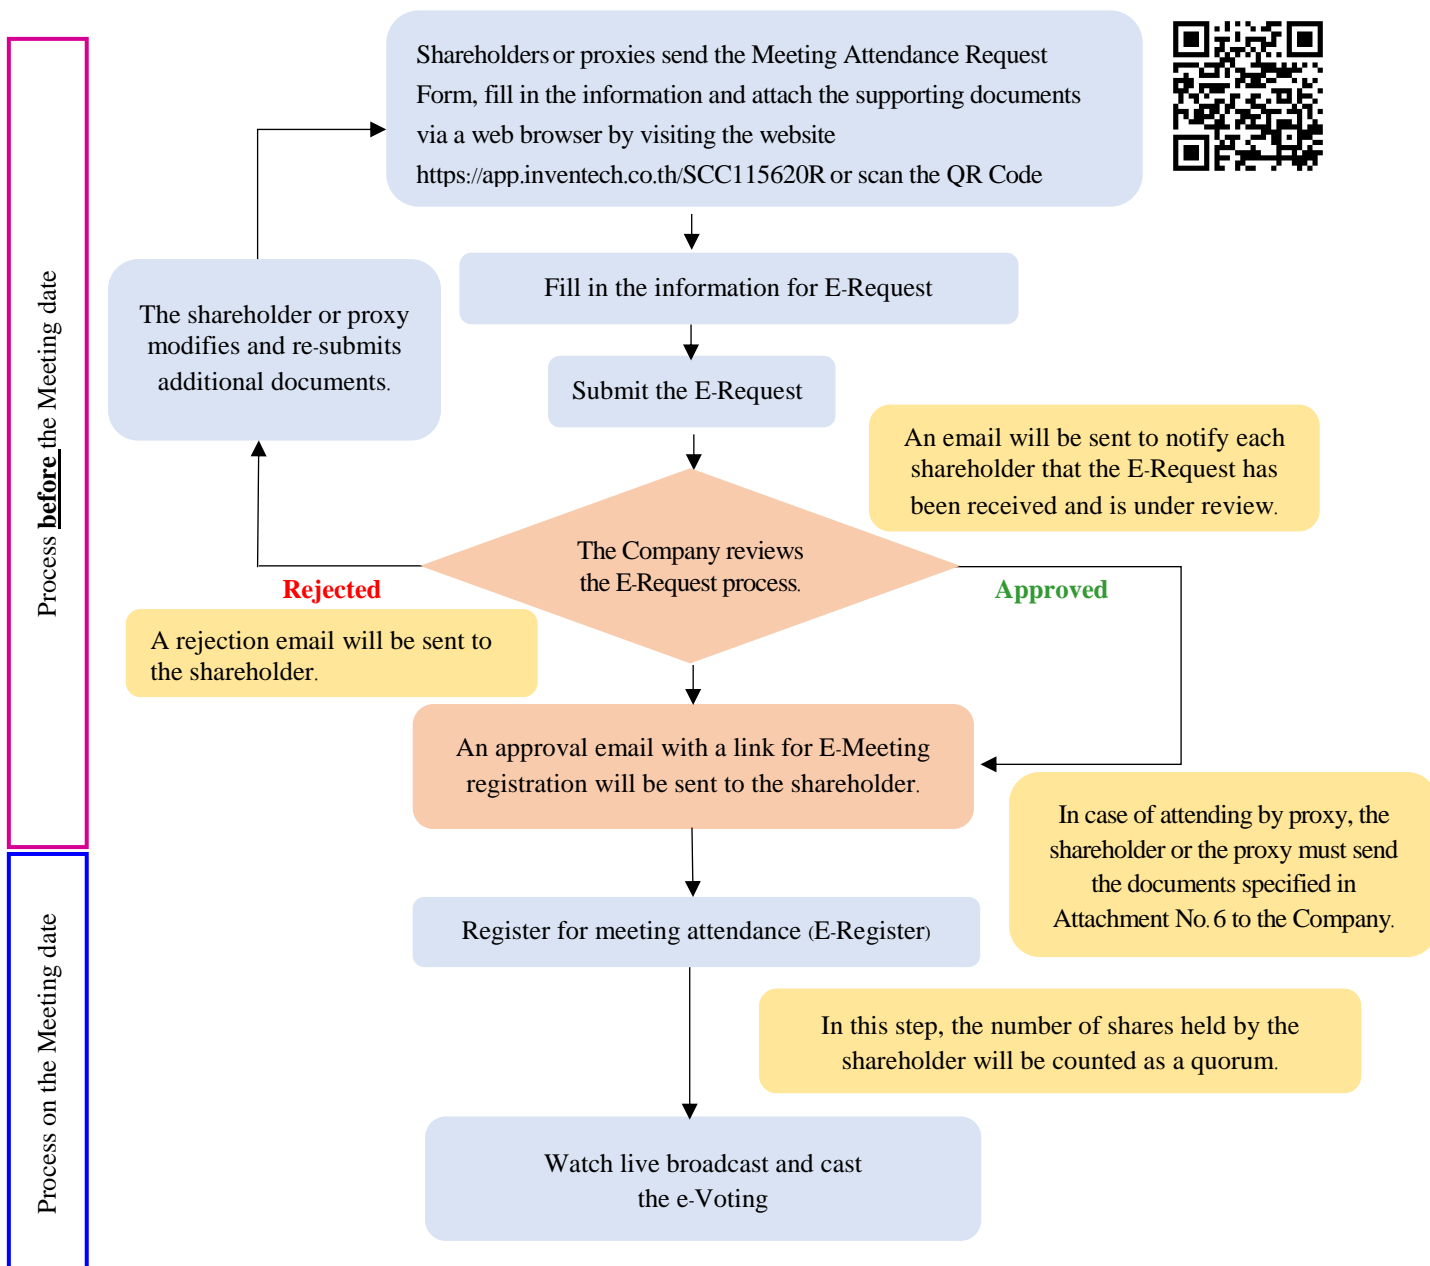 Shareholders or proxies send the Meeting Attendance Request
Form, fill in the information and attach the supporting documents
via a web browser by visiting the website
https://app.inventech.co.th/SCC115620R or scan the QR Code
Process before the Meeting date
Fill in the information for E-Request
The shareholder or proxy
modifies and re-submits
additional documents.
Submit the E-Request
An email will be sent to notify each
shareholder that the E-Request has
been received and is under review.
The Company reviews
the E-Request process.
Rejected
Approved
A rejection email will be sent to
the shareholder.
An approval email with a link for E-Meeting
registration will be sent to the shareholder.
In case of attending by proxy, the
shareholder or the proxy must send
the documents specified in
Attachment No. 6 to the Company.
Process on the Meeting date
Register for meeting attendance (E-Register)
In this step, the number of shares held by the
shareholder will be counted as a quorum.
Watch live broadcast and cast
the e-Voting